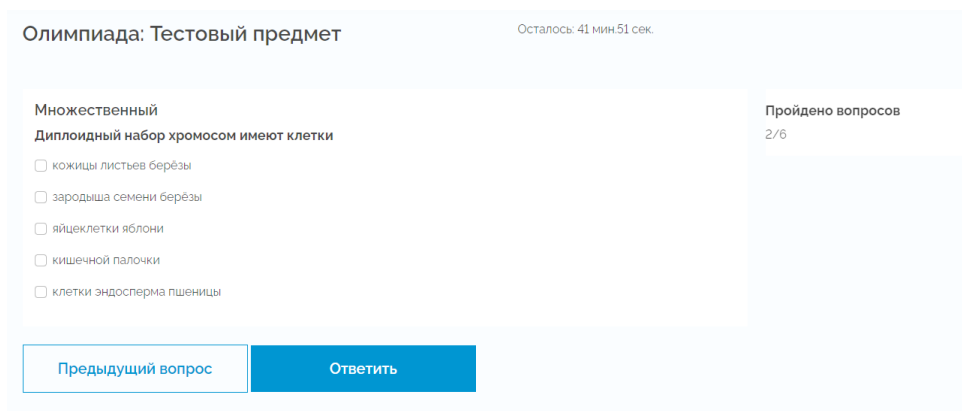 Олимпиада: Тестовый предмет
Осталось: 41 мин.51 сек.
Множественный
Диплоидный набор хромосом имеют клетки
кожицы листьев берёзы
зародыша семени берёзы
яйцеклетки яблони
кишечной палочки
клетки эндосперма пшеницы
Пройдено вопросов
2/6
Предыдущий вопрос
Ответить